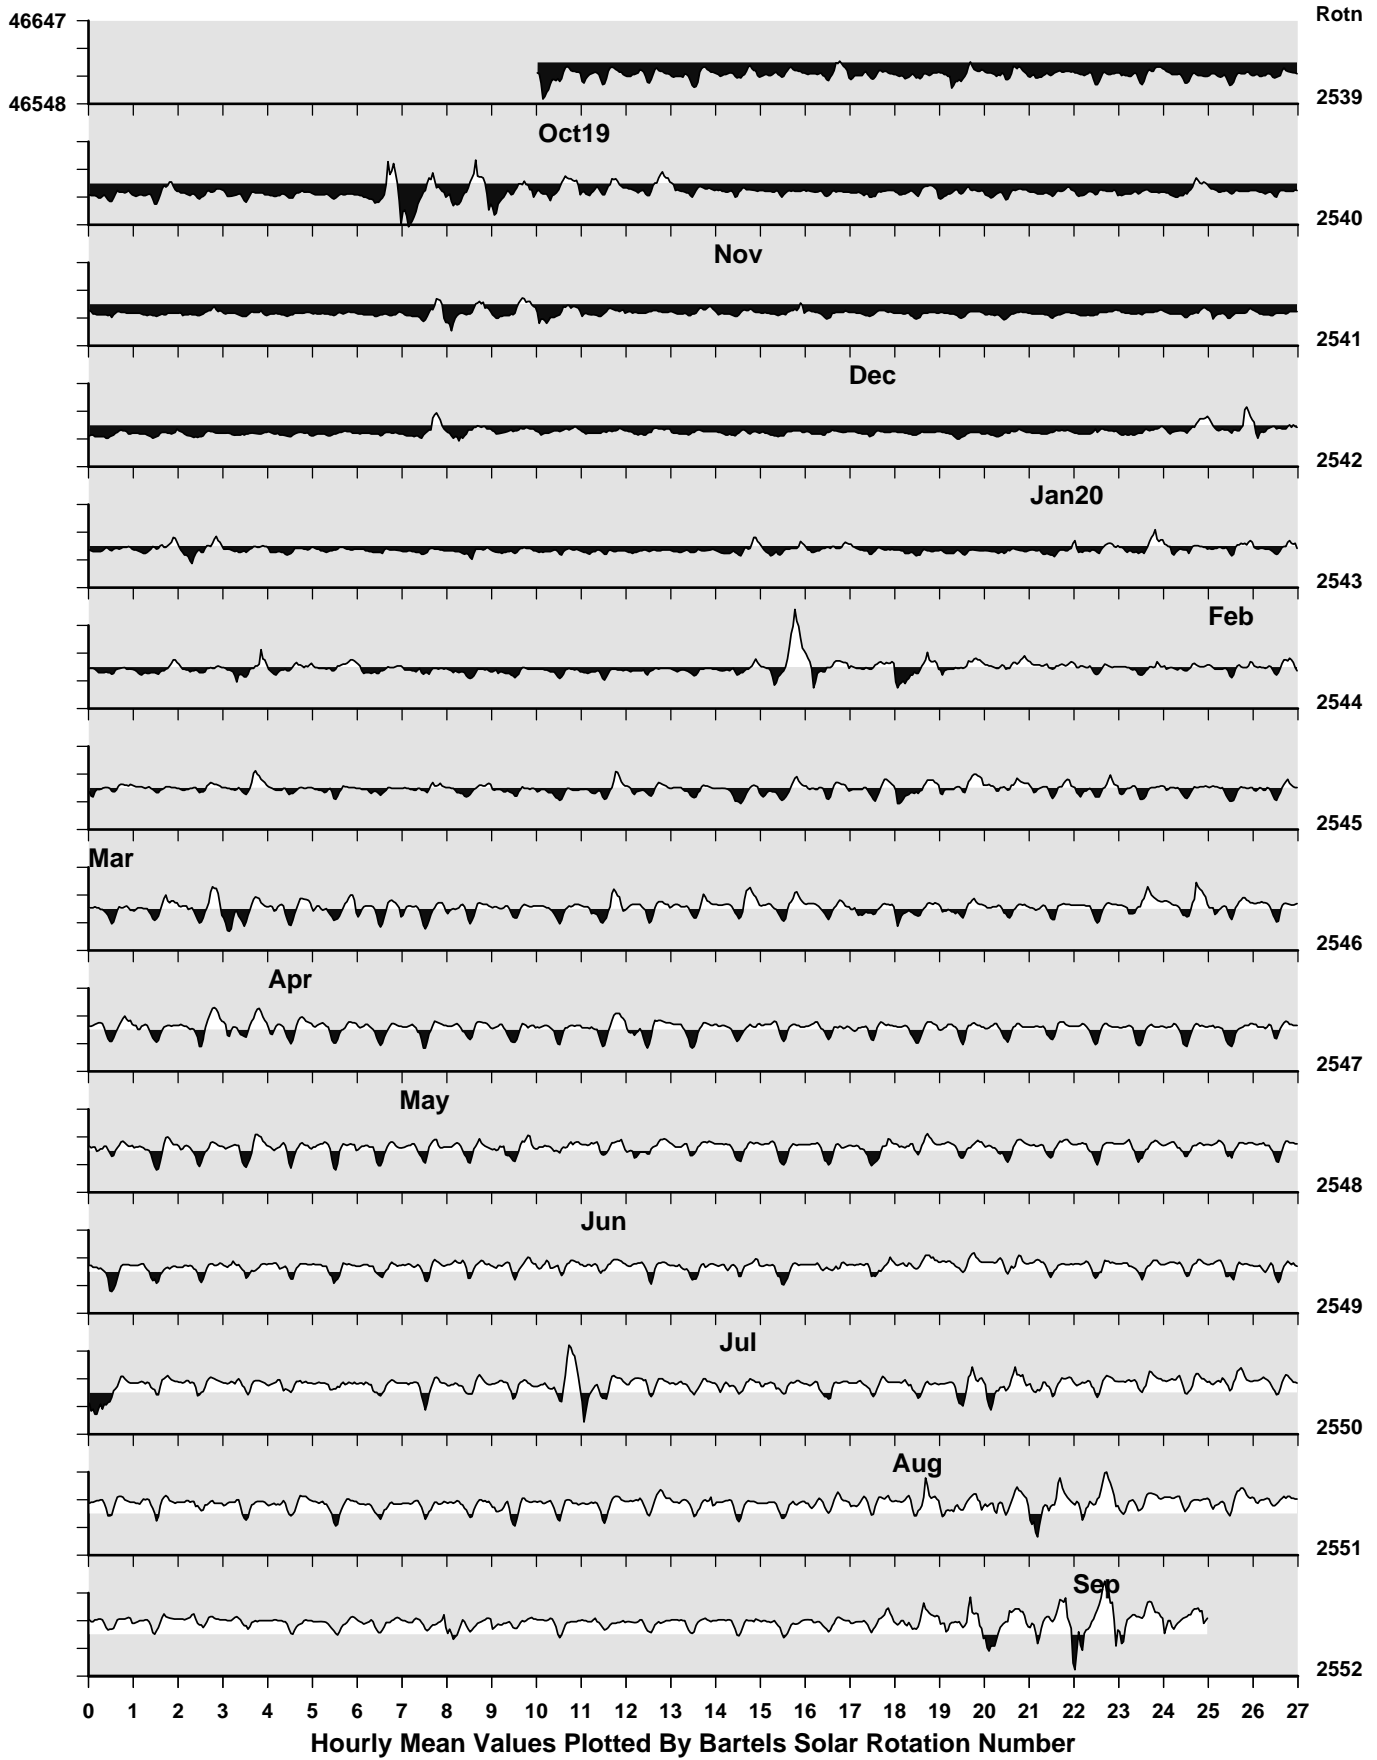 46647 Rotn
46548 2539
Oct19
2540
Nov
2541
Dec
2542
Jan20
2543
Feb
2544
2545
Mar
2546
Apr
2547
May
2548
Jun
2549
Jul
2550
Aug
2551
Sep
2552
0 1 2 3 4 5 6 7 8 9 10 11 12 13 14 15 16 17 18 19 20 21 22 23 24 25 26 27
Hourly Mean Values Plotted By Bartels Solar Rotation Number